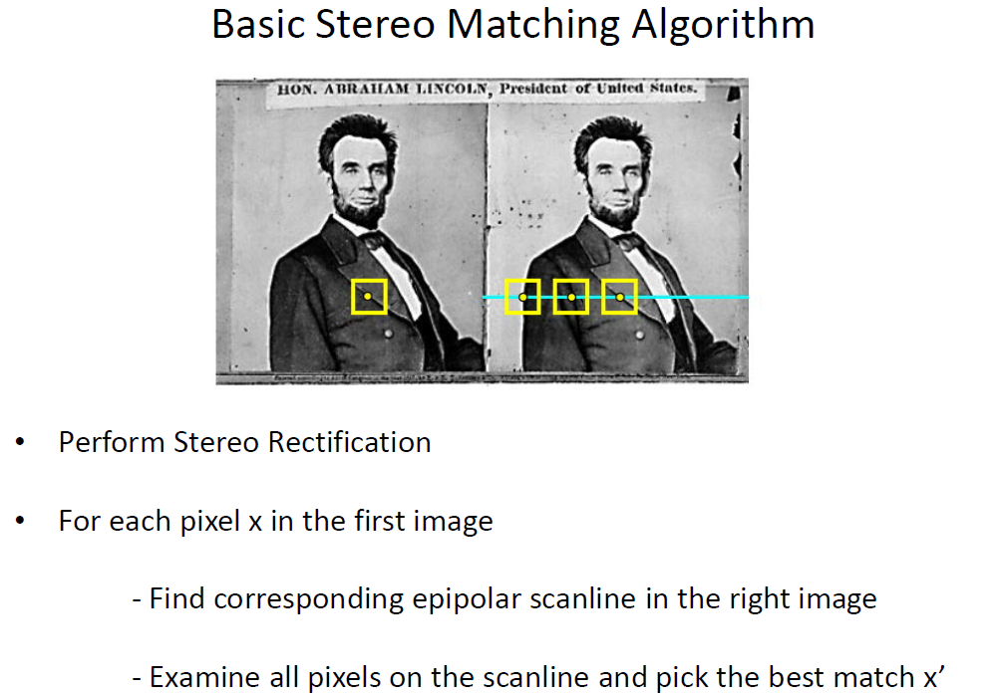 Basic Stereo Matching Algorithm
HON. ABRAHAM LINCOLN, President of United States.
• Perform Stereo Rectification
• For each pixel x in the first image
- Find corresponding epipolar scanline in the right image
- Examine all pixels on the scanline and pick the best match x’